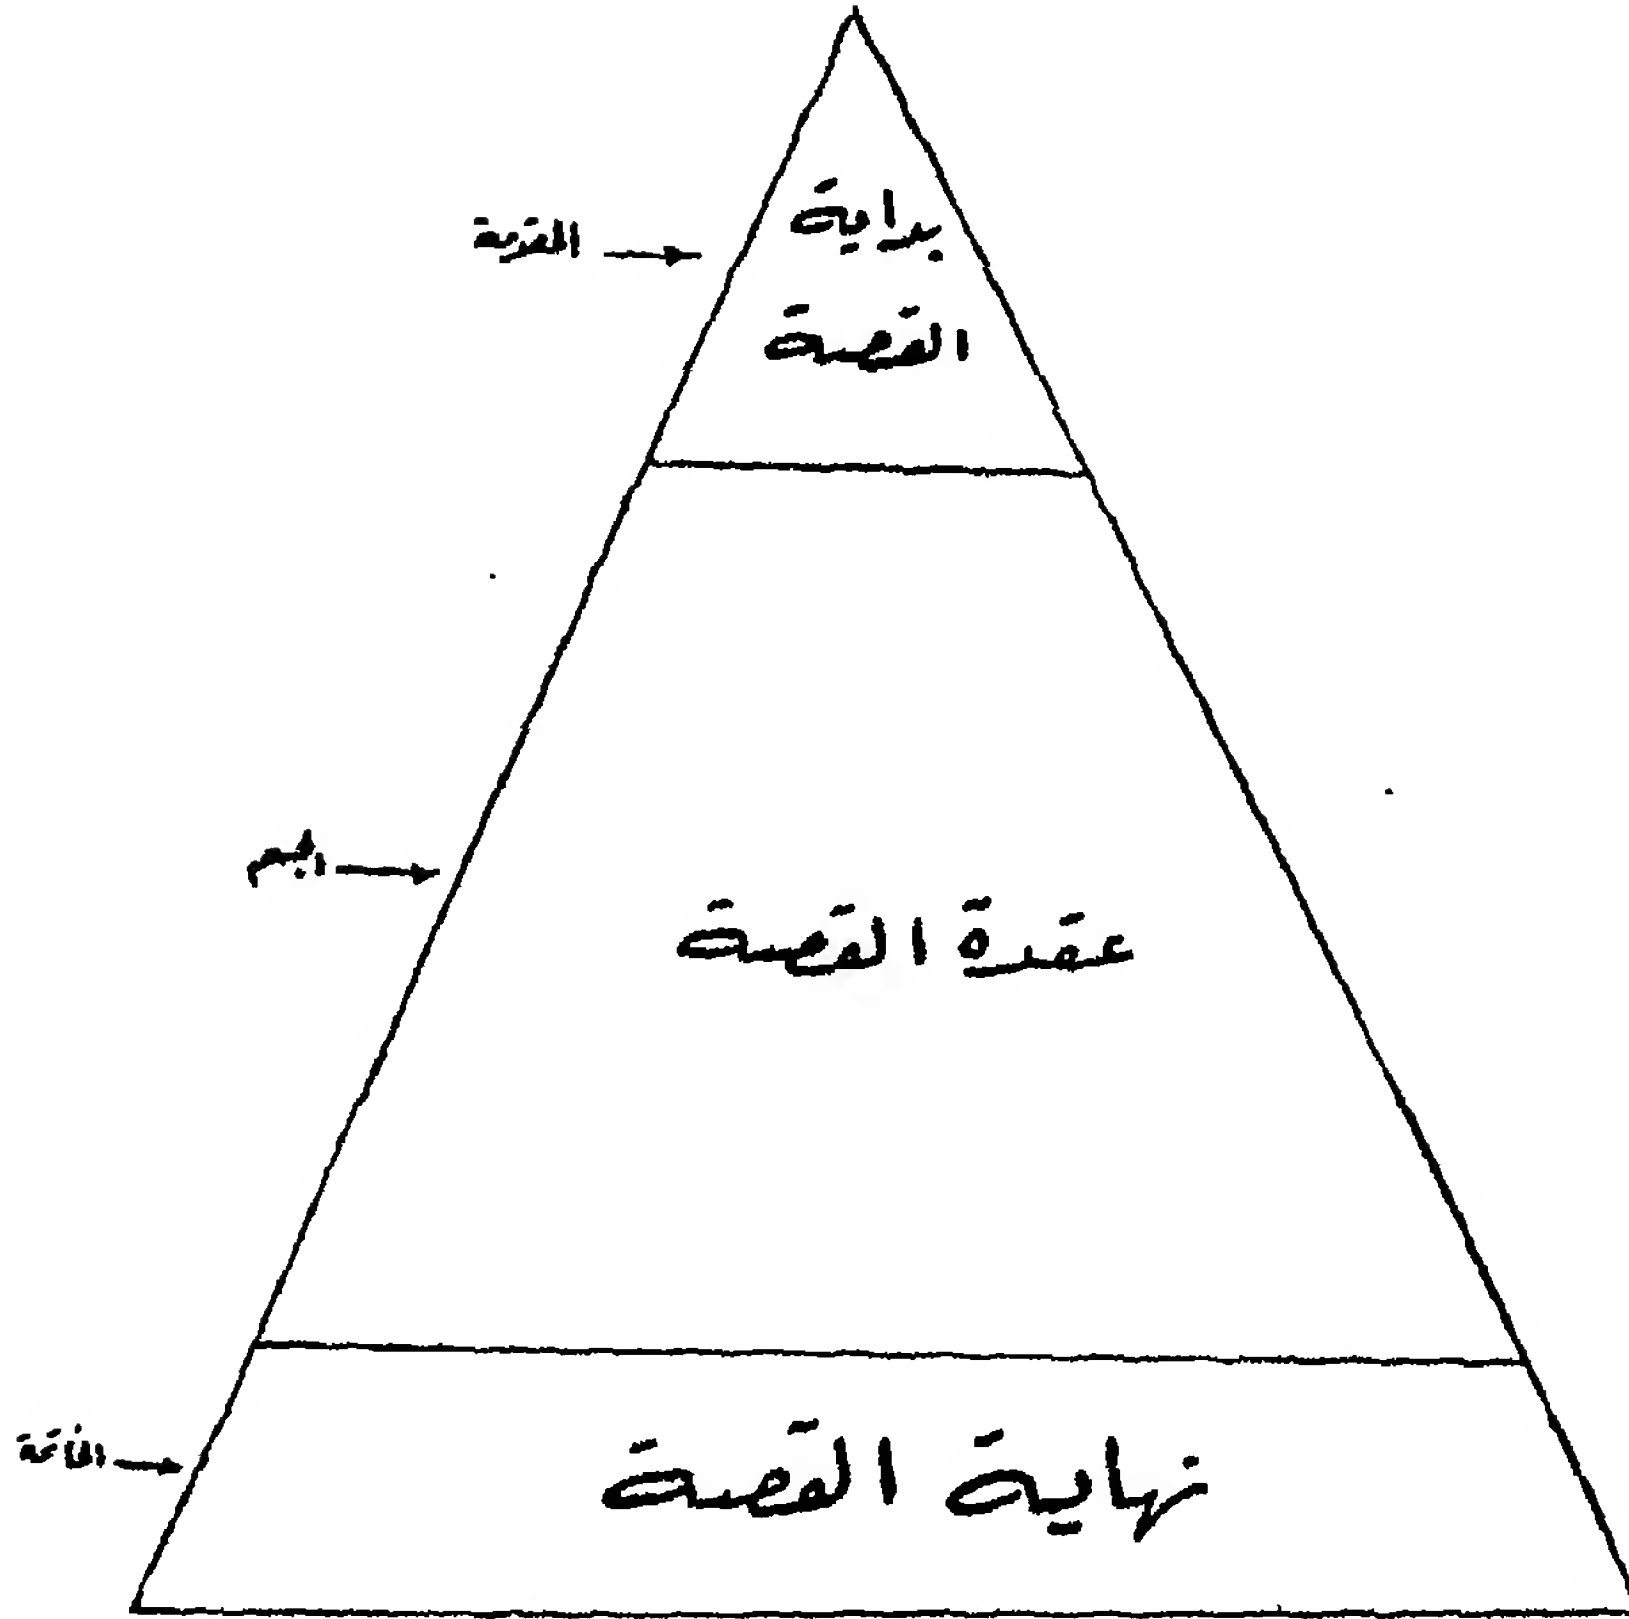 المقدمة
بداية
القصة
الجسم
عقدة القصة
الخاتمة
نهاية القصة